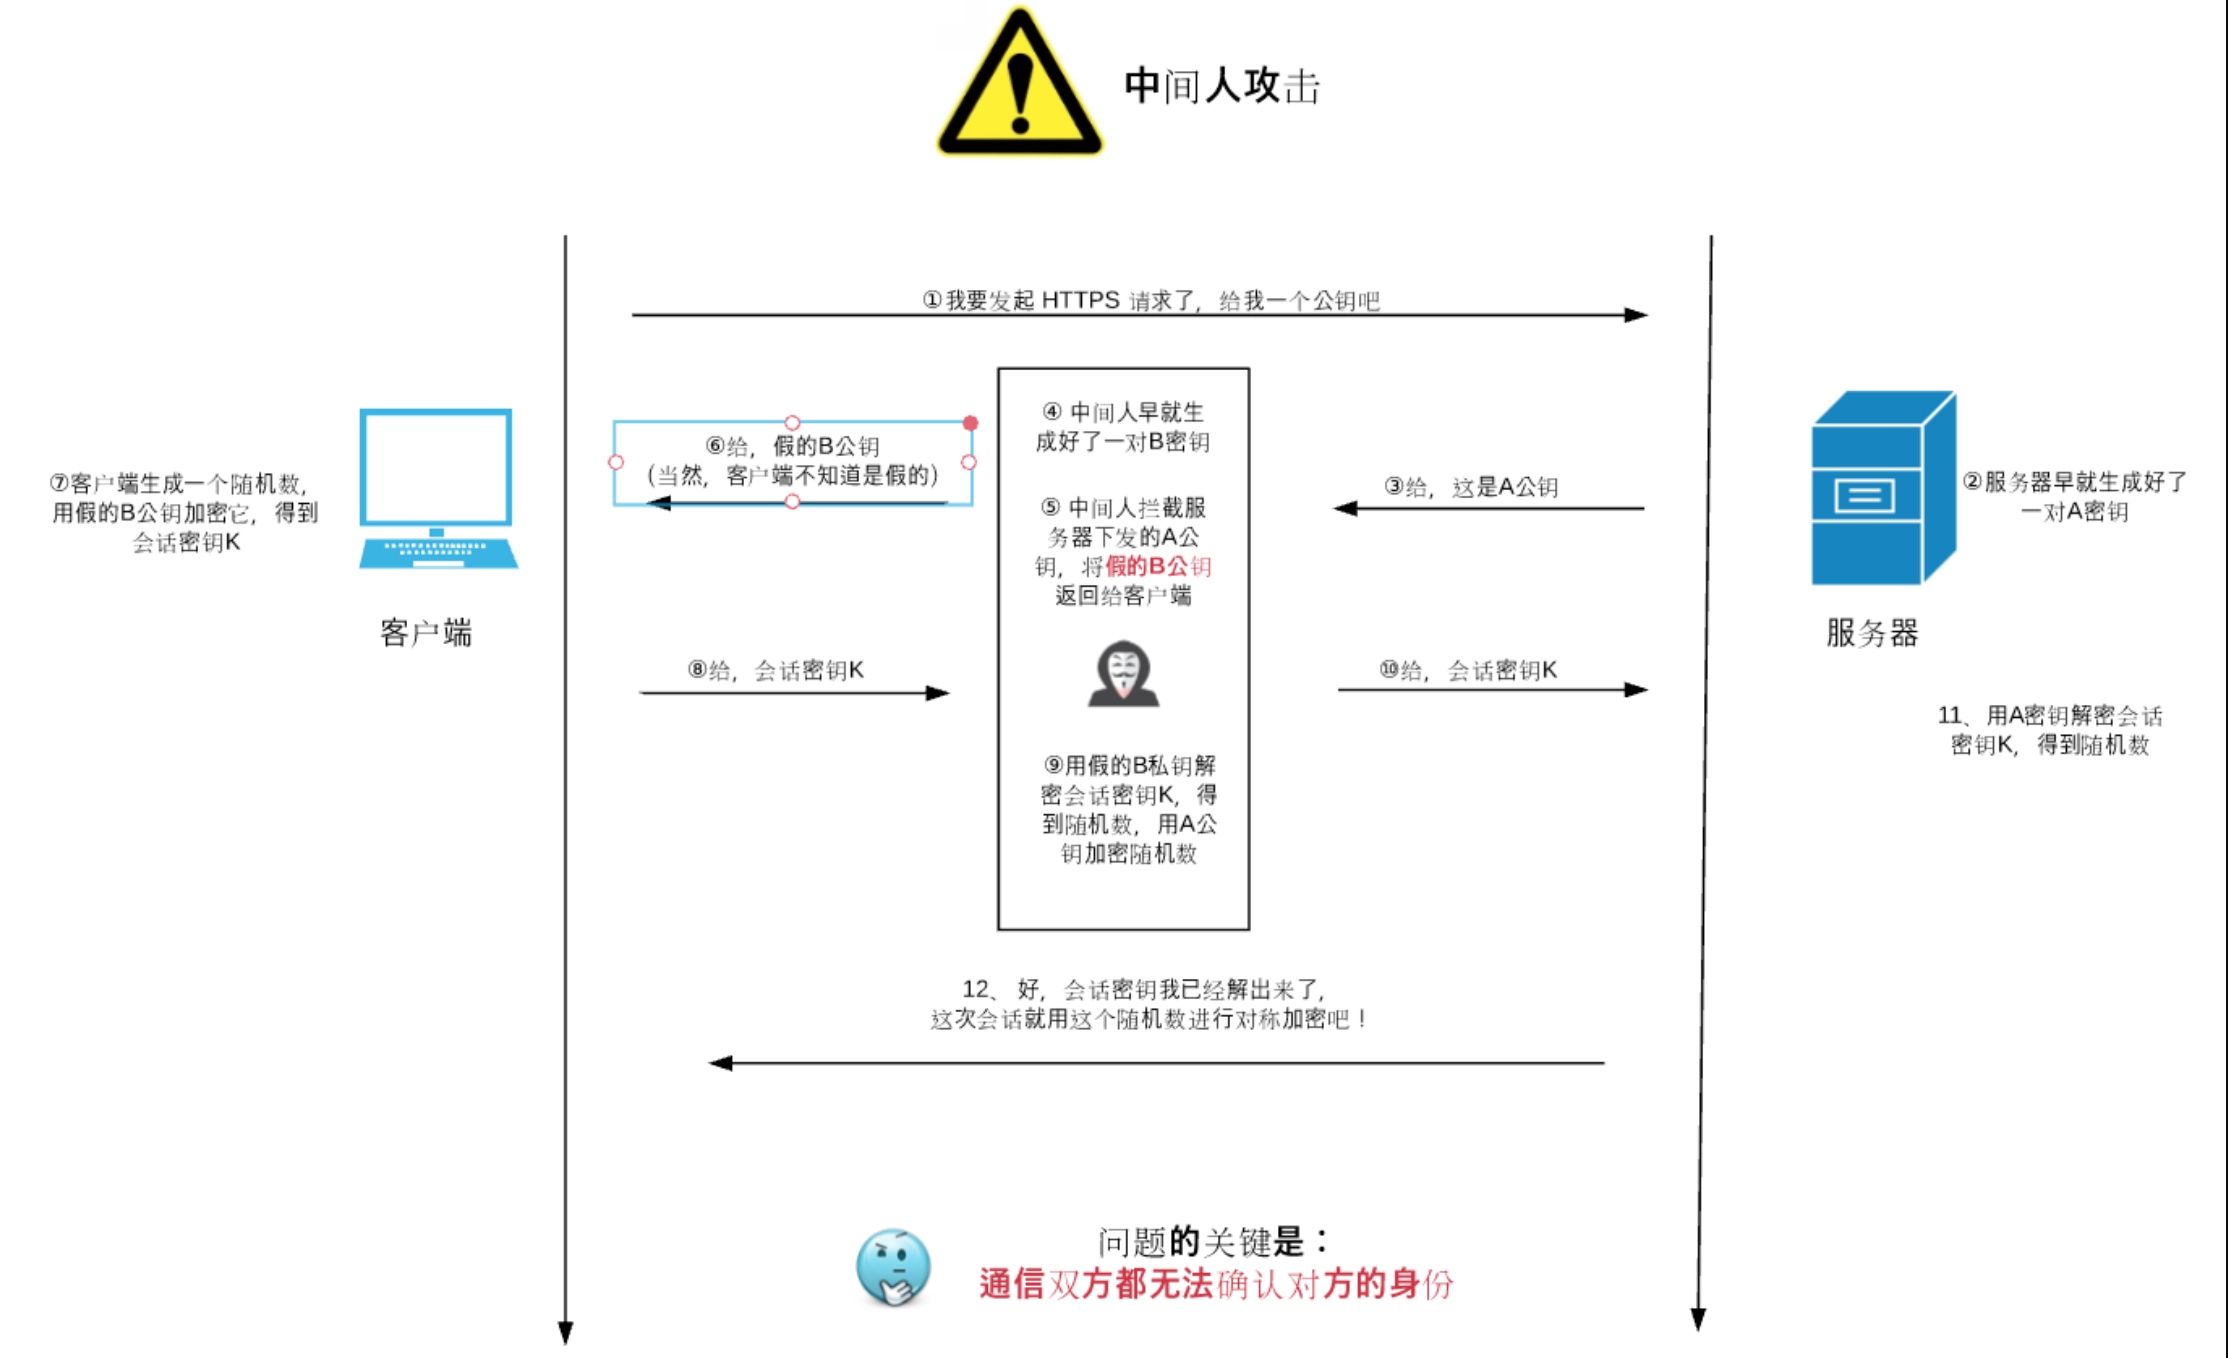 中间人攻击
①我要发起 HTTPS 请求了，给我一个公钥吧
④ 中间人早就生
成好了一对B密钥
⑥给，假的B公钥
(当然，客户端不知道是假的)
③给，这是A公钥
②服务器早就生成好了
一对A密钥
⑦客户端生成一个随机数，
用假的B公钥加密它，得到
会话密钥K
⑤ 中间人拦截服
务器下发的A公
钥，将假的B公钥
返回给客户端
客户端
服务器
⑧给，会话密钥K
⑩给，会话密钥K
11、用A密钥解密会话
密钥K，得到随机数
⑨用假的B私钥解
密会话密钥K，得
到随机数，用A公
钥加密随机数
12、 好，会话密钥我已经解出来了，
这次会话就用这个随机数进行对称加密吧！
问题的关键是：
通信双方都无法确认对方的身份